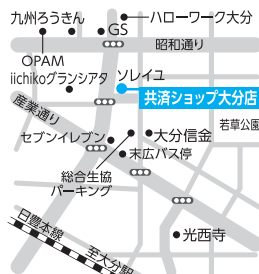 九州ろうきん
ハローワーク大分
GS
昭和通り
OPAM
iichikoグランシアタ
ソレイユ
共済ショップ大分店
産業通り
若草公園
セブンイレブン
大分信金
末広バス停
総合生協
パーキング
日豊本線
光西寺
至大分駅